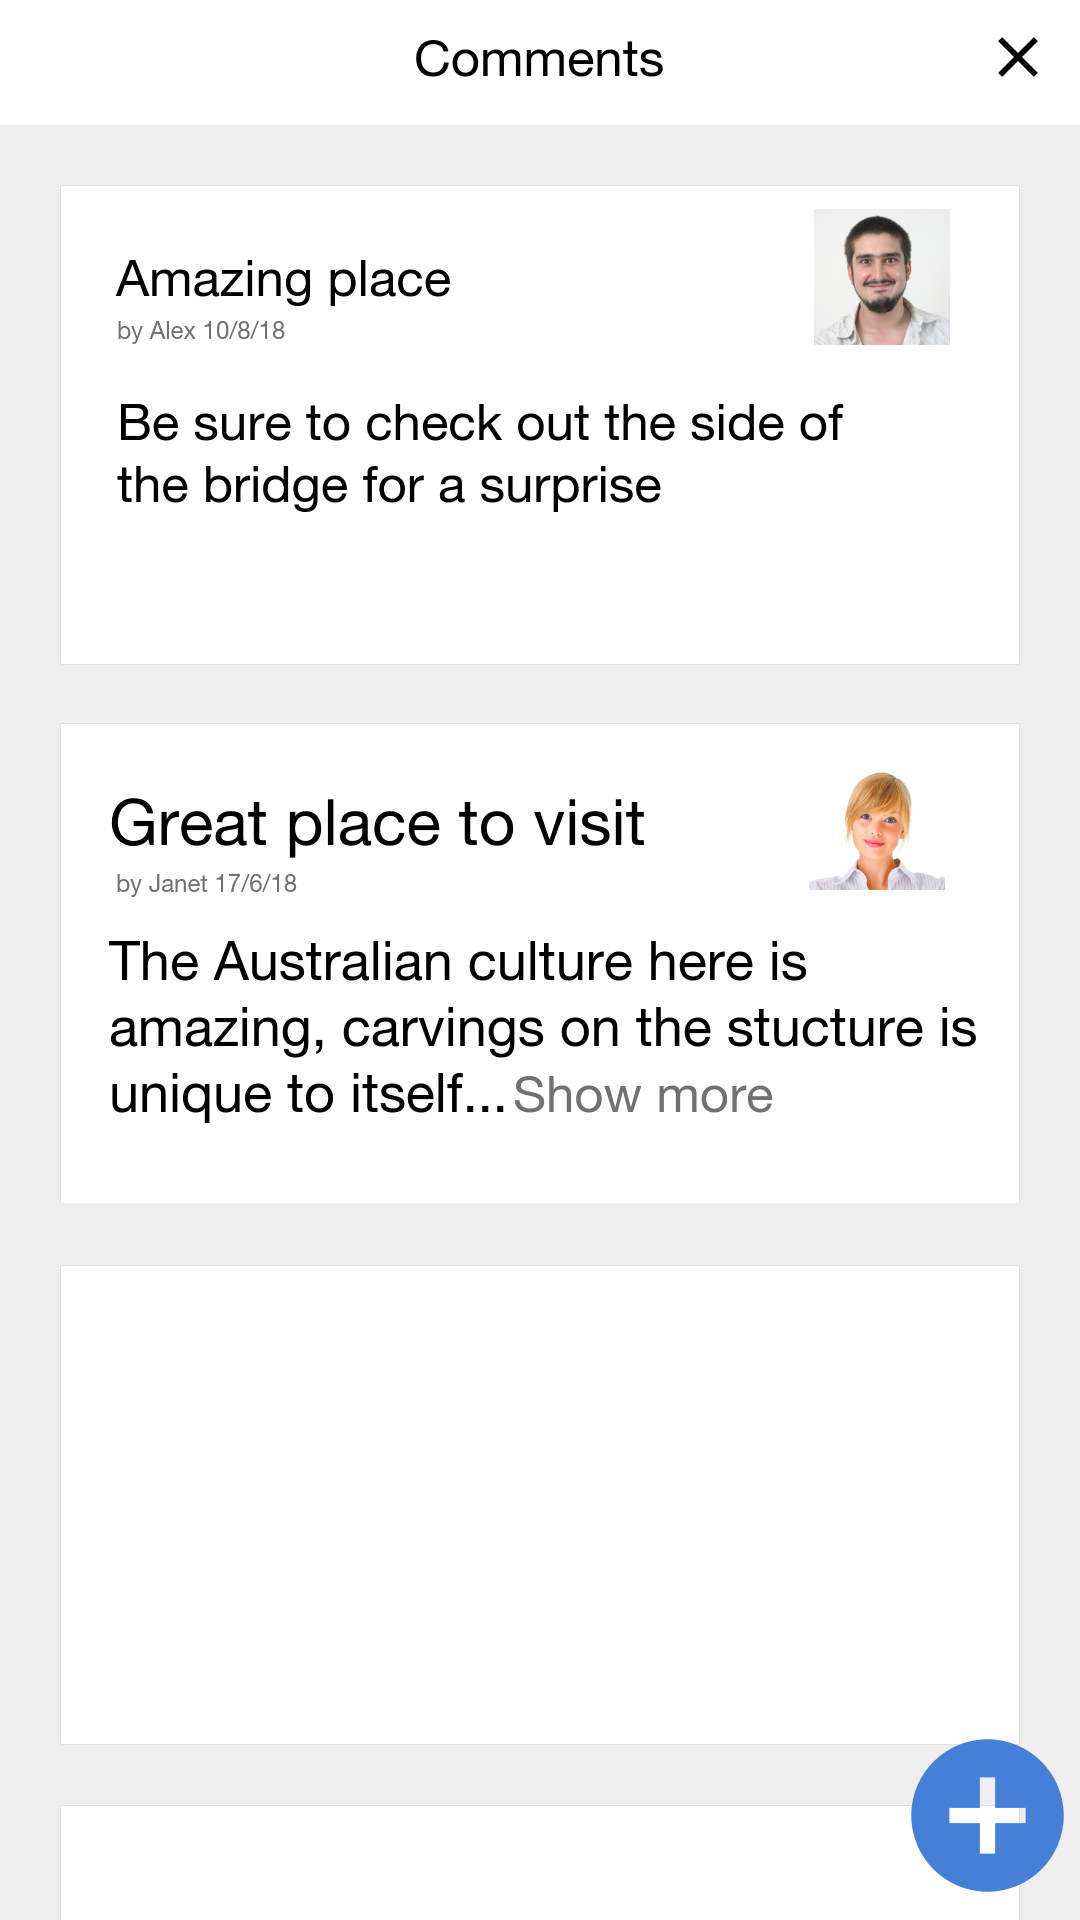 Comments
Amazing place
by Alex 10/8/18
Be sure to check out the side of
the bridge for a surprise
Great place to visit
by Janet 17/6/18
The Australian culture here is
amazing, carvings on the stucture is
unique to itself... Show more